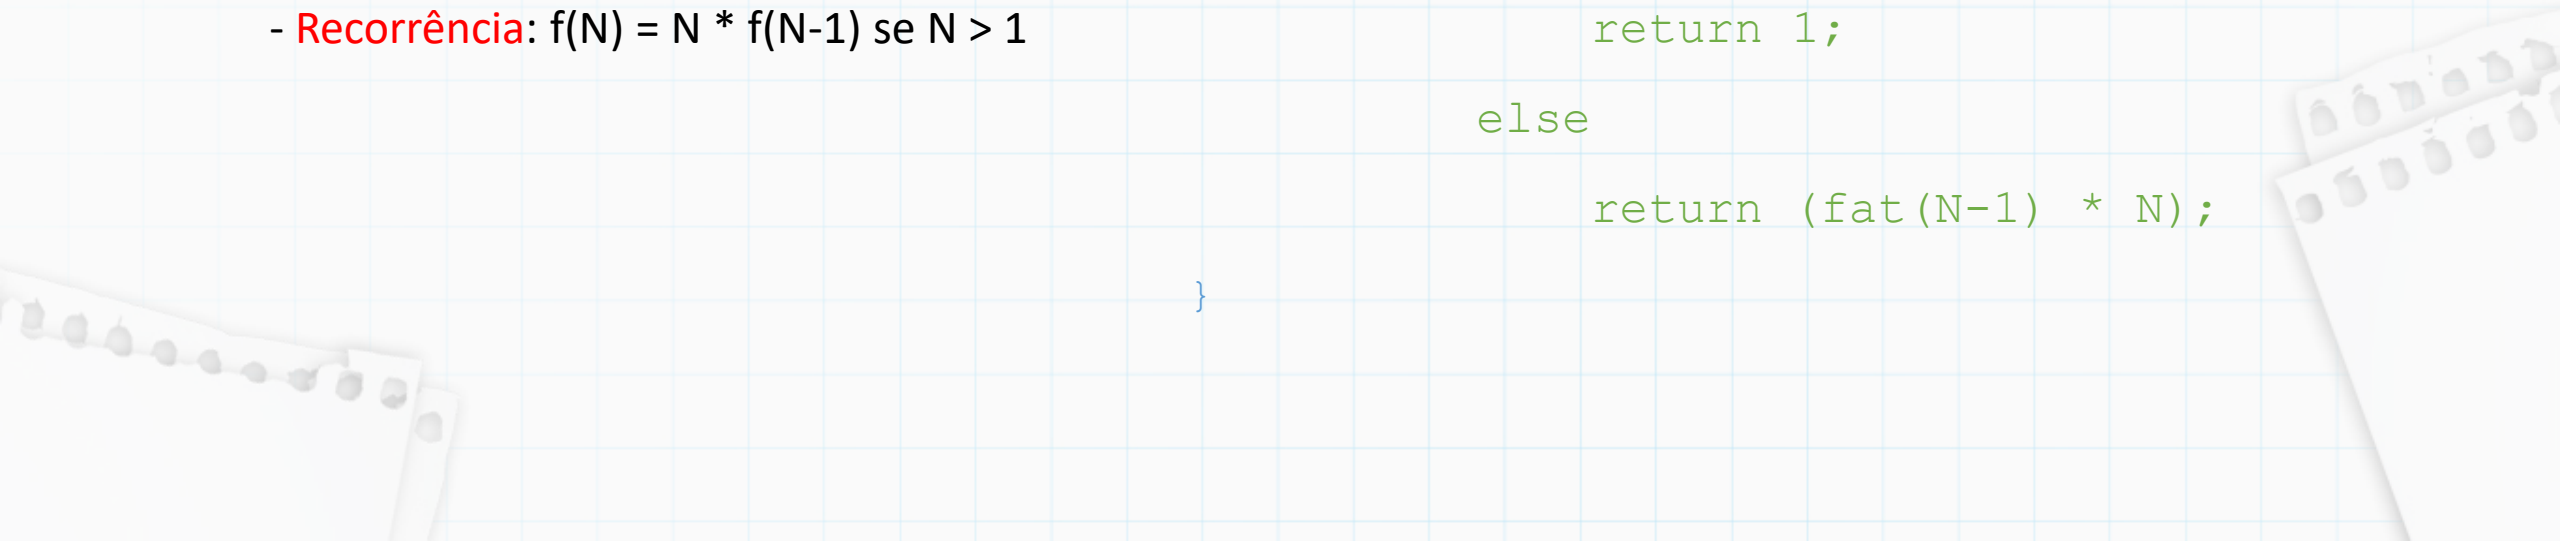 - Recorrência: f(N) = N * f(N-1) se N > 1
return 1;
else
return (fat(N-1) * N);
}